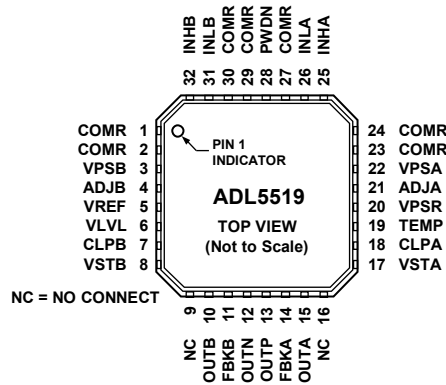 INHB INLB COMR COMR PWDN COMR INLA INHA
32 31 30 29 28 27 26 25
COMR 1
COMR 2
VPSB 3
ADJB 4
VREF 5
VLVL 6
CLPB 7
VSTB 8
PIN 1
INDICATOR
ADL5519
TOP VIEW
(Not to Scale)
24 COMR
23 COMR
22 VPSA
21 ADJA
20 VPSR
19 TEMP
18 CLPA
17 VSTA
NC = NO CONNECT
9 10 11 12 13 14 15 16
NC OUTB FBKB OUTN OUTP FBKA OUTA NC